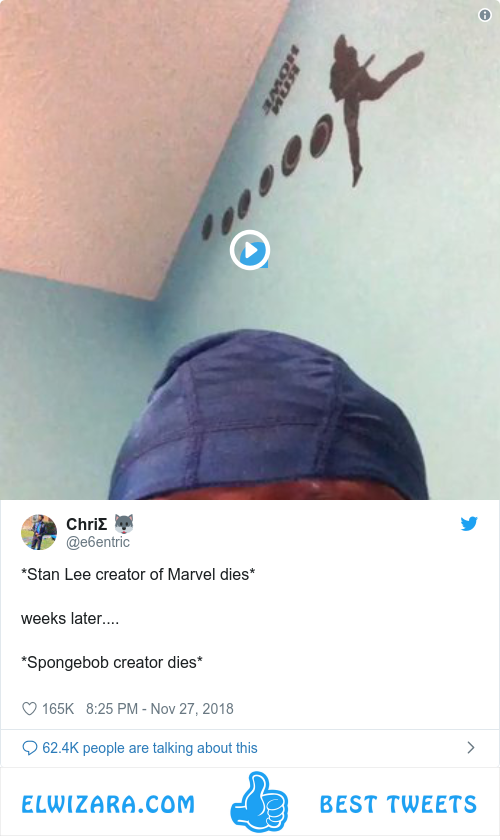 HOME
RUN
ChriΣ 🐺
@e6entric
*Stan Lee creator of Marvel dies*
weeks later....
*Spongebob creator dies*
165K 8:25 PM - Nov 27, 2018
62.4K people are talking about this
ELWIZARA.COM BEST TWEETS